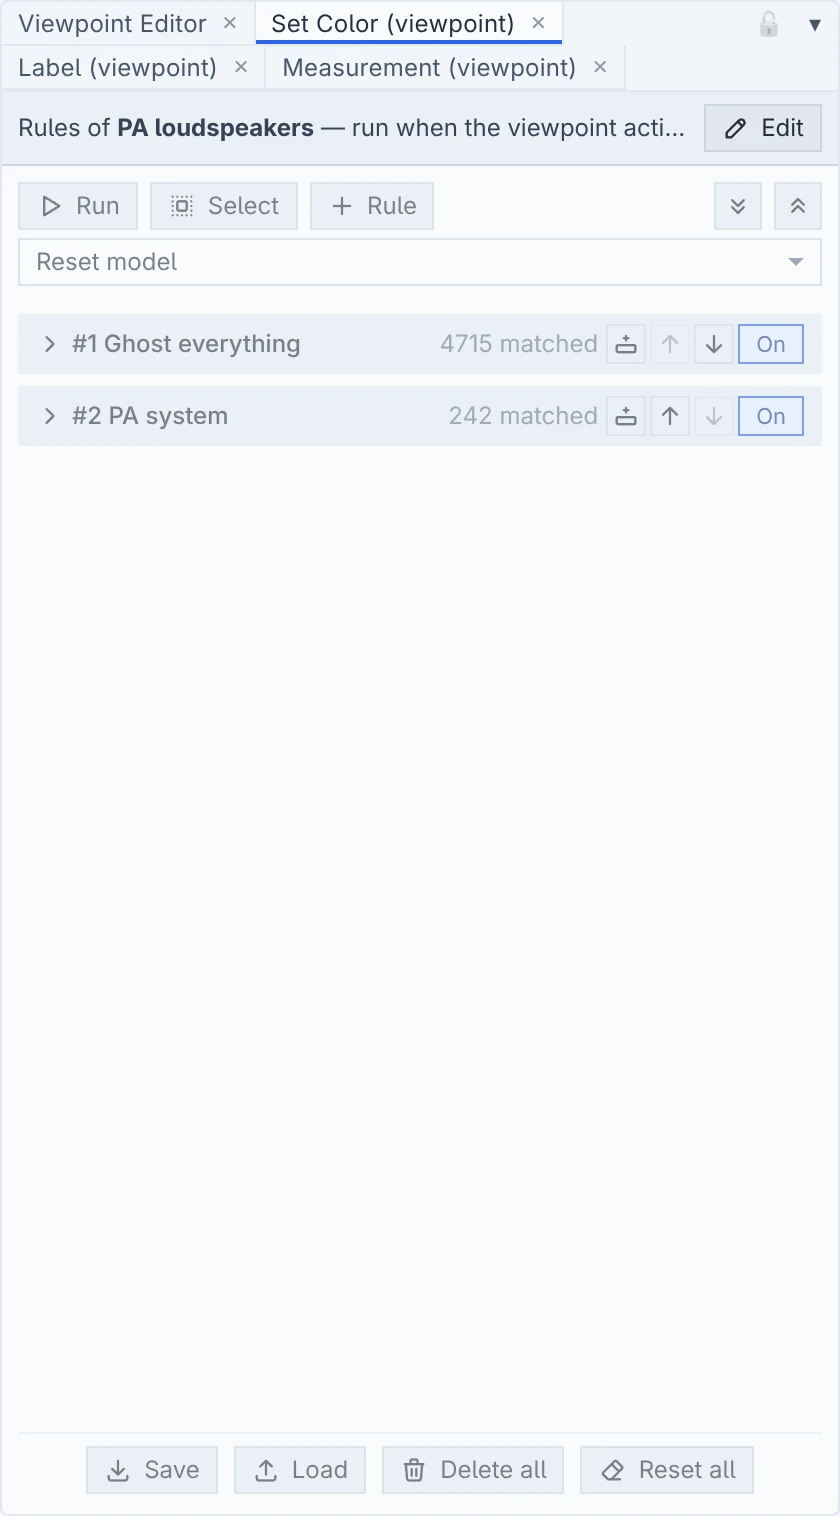 Viewpoint Editor × Set Color (viewpoint) ×
Label (viewpoint) × Measurement (viewpoint) ×
Rules of PA loudspeakers — run when the viewpoint acti... Edit
Run Select + Rule
Reset model
#1 Ghost everything 4715 matched On
#2 PA system 242 matched On
Save Load Delete all Reset all